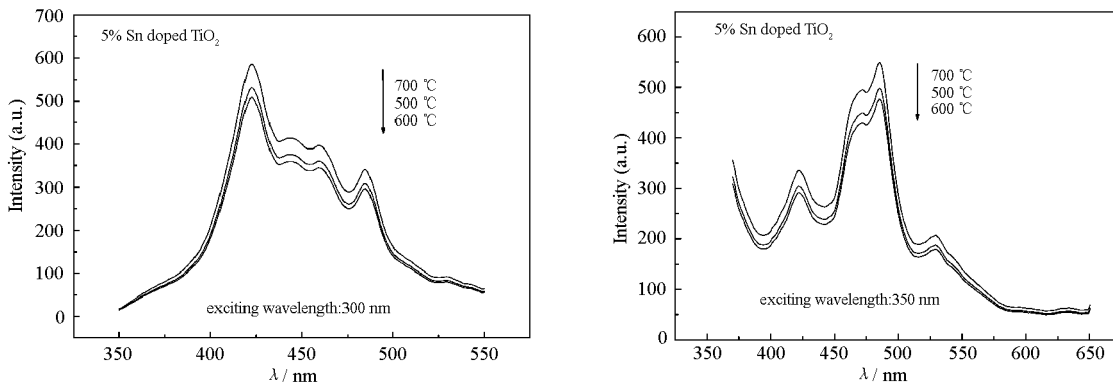 700
600
500
400
300
200
100
0
Intensity (a.u.)
5% Sn doped TiO₂
700 ℃
500 ℃
600 ℃
exciting wavelength:300 nm
350 400 450 500 550
λ / nm
600
500
400
300
200
100
0
Intensity (a.u.)
5% Sn doped TiO₂
700 ℃
500 ℃
600 ℃
exciting wavelength:350 nm
350 400 450 500 550 600 650
λ / nm